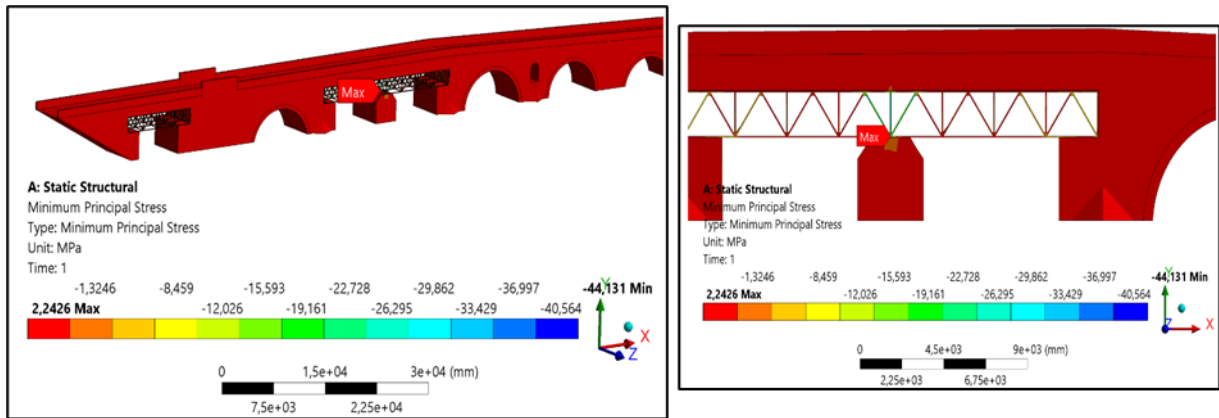 Max
A: Static Structural
Minimum Principal Stress
Type: Minimum Principal Stress
Unit: MPa
Time: 1
-1,3246 -8,459 -15,593 -22,728 -29,862 -36,997 -44,131 Min
2,2426 Max -12,026 -19,161 -26,295 -33,429 -40,564
Y
X
Z
0 1,5e+04 3e+04 (mm)
7,5e+03 2,25e+04
Max
A: Static Structural
Minimum Principal Stress
Type: Minimum Principal Stress
Unit: MPa
Time: 1
-1,3246 -8,459 -15,593 -22,728 -29,862 -36,997 -44,131 Min
2,2426 Max -12,026 -19,161 -26,295 -33,429 -40,564
Y
Z X
0 4,5e+03 9e+03 (mm)
2,25e+03 6,75e+03